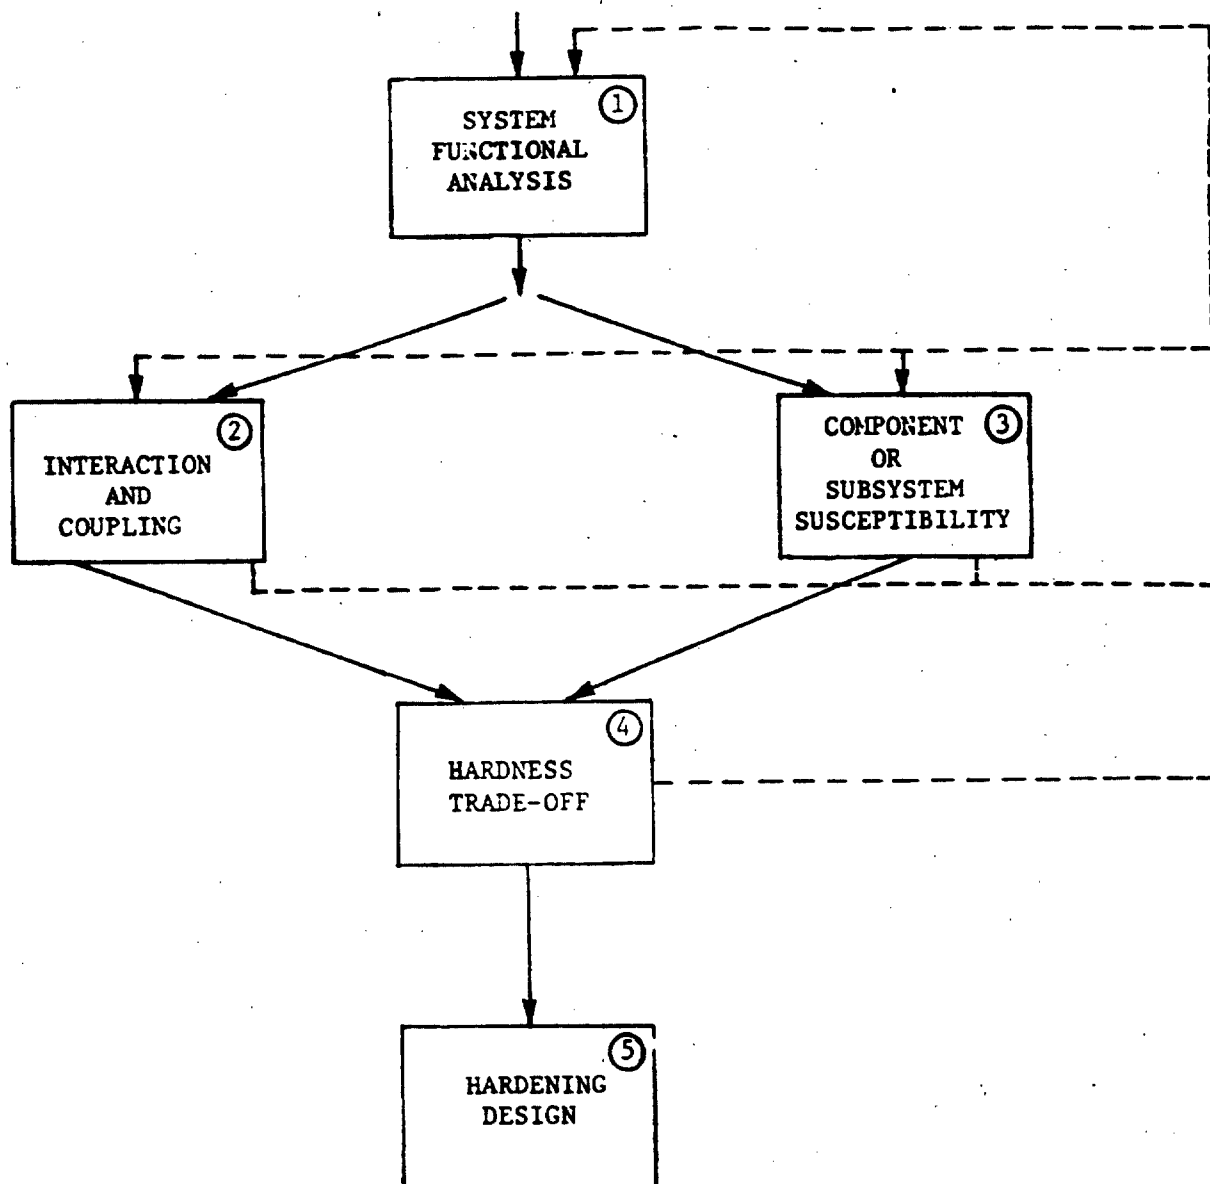 1
SYSTEM
FUNCTIONAL
ANALYSIS
2
INTERACTION
AND
COUPLING
3
COMPONENT
OR
SUBSYSTEM
SUSCEPTIBILITY
4
HARDNESS
TRADE-OFF
5
HARDENING
DESIGN